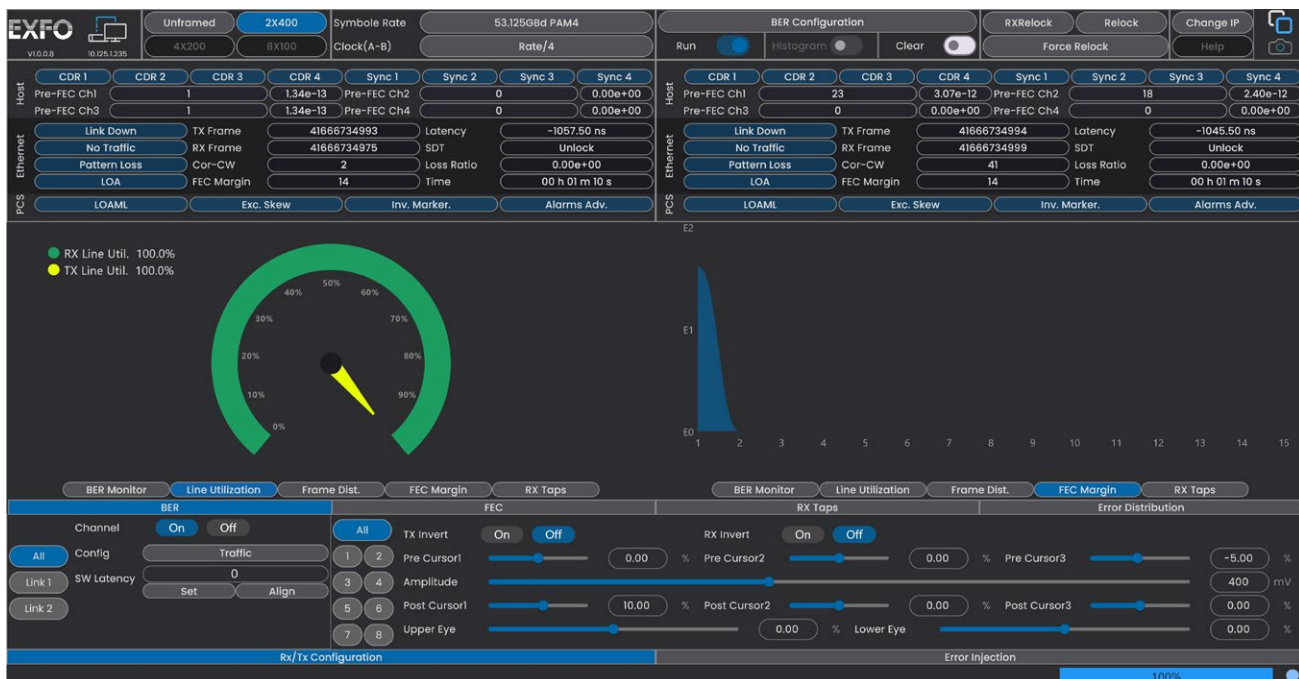 EXFO
V1.0.0.8 10.125.1.235
Unframed 2X400 Symbole Rate 53.125GBd PAM4
4X200 8X100 Clock(A-B) Rate/4
BER Configuration RXRelock Relock Change IP
Run Histogram Clear Force Relock Help
Host
CDR 1 CDR 2 CDR 3 CDR 4 Sync 1 Sync 2 Sync 3 Sync 4
Pre-FEC Ch1 1 1.34e-13 Pre-FEC Ch2 0 0.00e+00
Pre-FEC Ch3 1 1.34e-13 Pre-FEC Ch4 0 0.00e+00
Ethernet
Link Down TX Frame 41666734993 Latency -1057.50 ns
No Traffic RX Frame 41666734975 SDT Unlock
Pattern Loss Cor-CW 2 Loss Ratio 0.00e+00
LOA FEC Margin 14 Time 00 h 01 m 10 s
PCS
LOAML Exc. Skew Inv. Marker. Alarms Adv.
Host
CDR 1 CDR 2 CDR 3 CDR 4 Sync 1 Sync 2 Sync 3 Sync 4
Pre-FEC Ch1 23 3.07e-12 Pre-FEC Ch2 18 2.40e-12
Pre-FEC Ch3 0 0.00e+00 Pre-FEC Ch4 0 0.00e+00
Ethernet
Link Down TX Frame 41666734994 Latency -1045.50 ns
No Traffic RX Frame 41666734999 SDT Unlock
Pattern Loss Cor-CW 41 Loss Ratio 0.00e+00
LOA FEC Margin 14 Time 00 h 01 m 10 s
PCS
LOAML Exc. Skew Inv. Marker. Alarms Adv.
RX Line Util. 100.0%
TX Line Util. 100.0%
0% 10% 20% 30% 40% 50% 60% 70% 80% 90%
E2
E1
E0
1 2 3 4 5 6 7 8 9 10 11 12 13 14 15
BER Monitor Line Utilization Frame Dist. FEC Margin RX Taps
BER Monitor Line Utilization Frame Dist. FEC Margin RX Taps
BER FEC RX Taps Error Distribution
Channel On Off
All Config Traffic
Link 1 SW Latency 0
Set Align
Link 2
All TX Invert On Off RX Invert On Off
1 2 Pre Cursor1 0.00 % Pre Cursor2 0.00 % Pre Cursor3 -5.00 %
3 4 Amplitude 400 mV
5 6 Post Cursor1 10.00 % Post Cursor2 0.00 % Post Cursor3 0.00 %
7 8 Upper Eye 0.00 % Lower Eye 0.00 %
Rx/Tx Configuration Error Injection
100%